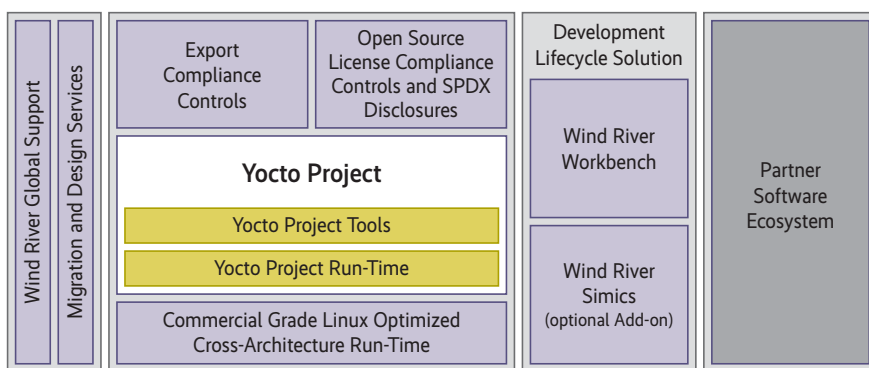 Wind River Global Support
Migration and Design Services
Export
Compliance
Controls
Open Source
License Compliance
Controls and SPDX
Disclosures
Yocto Project
Yocto Project Tools
Yocto Project Run-Time
Commercial Grade Linux Optimized
Cross-Architecture Run-Time
Development
Lifecycle Solution
Wind River
Workbench
Wind River
Simics
(optional Add-on)
Partner
Software
Ecosystem